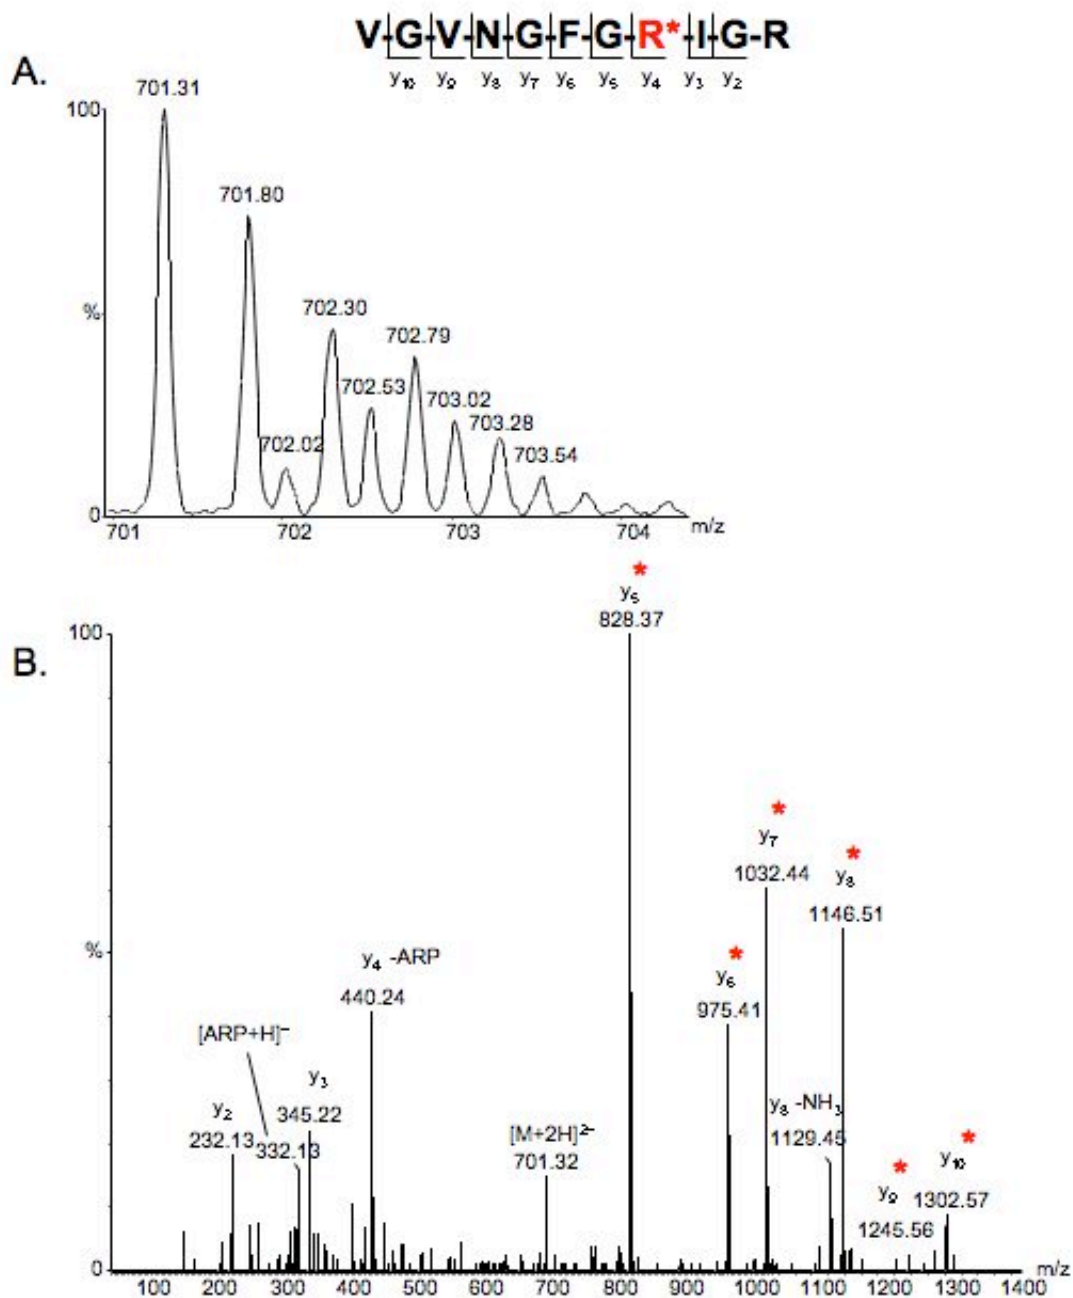 V-G-V-N-G-F-G-R*-I-G-R
y10 y9 y8 y7 y6 y5 y4 y3 y2
A.
701.31
100
701.80
702.30
702.79
%
702.53
703.02
703.28
702.02
703.54
0
701 702 703 704 m/z
*
y5
828.37
100
B.
*
y7
*
1032.44
y8
1146.51
%
y4 -ARP
*
y6
440.24
975.41
[ARP+H]–
y3
y8 -NH3
y2
345.22
[M+2H]2–
1129.45
*
232.13
332.13
701.32
*
y10
y9
1302.57
1245.56
0
100 200 300 400 500 600 700 800 900 1000 1100 1200 1300 1400 m/z